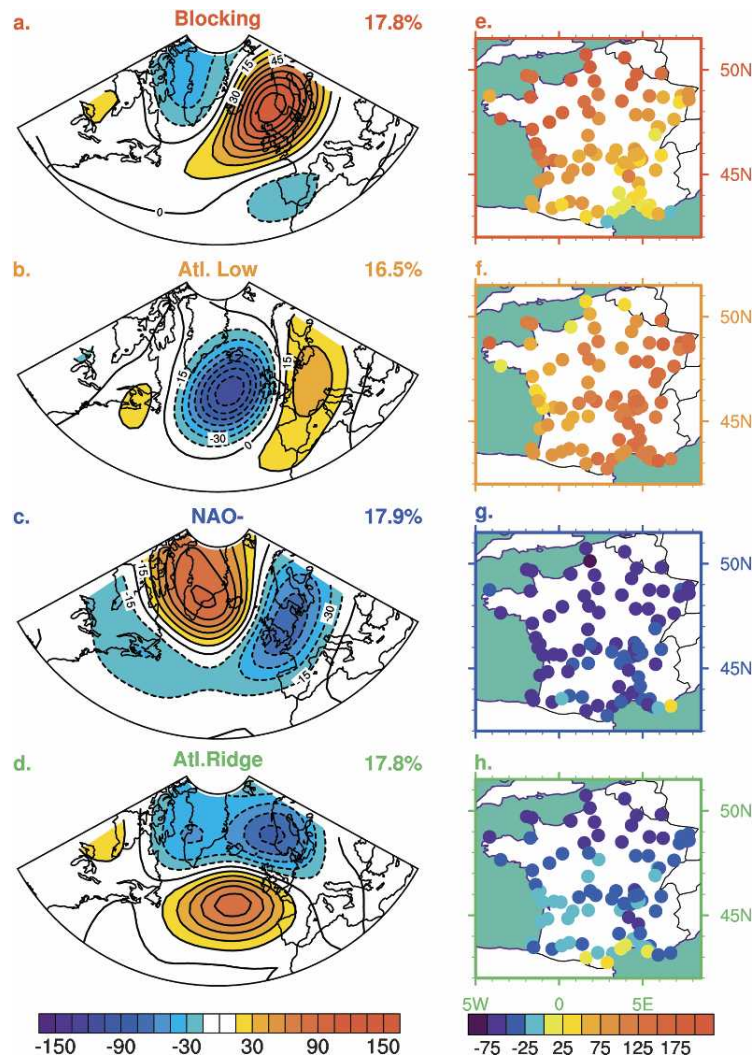 a. Blocking 17.8%
15
45
30
0
e.
50N
45N
b. Atl. Low 16.5%
-15
15
-30
0
f.
50N
45N
c. NAO- 17.9%
-15
15
-30
-15
g.
50N
45N
d. Atl.Ridge 17.8%
h.
50N
45N
5W 0 5E
-150 -90 -30 30 90 150
-75 -25 25 75 125 175